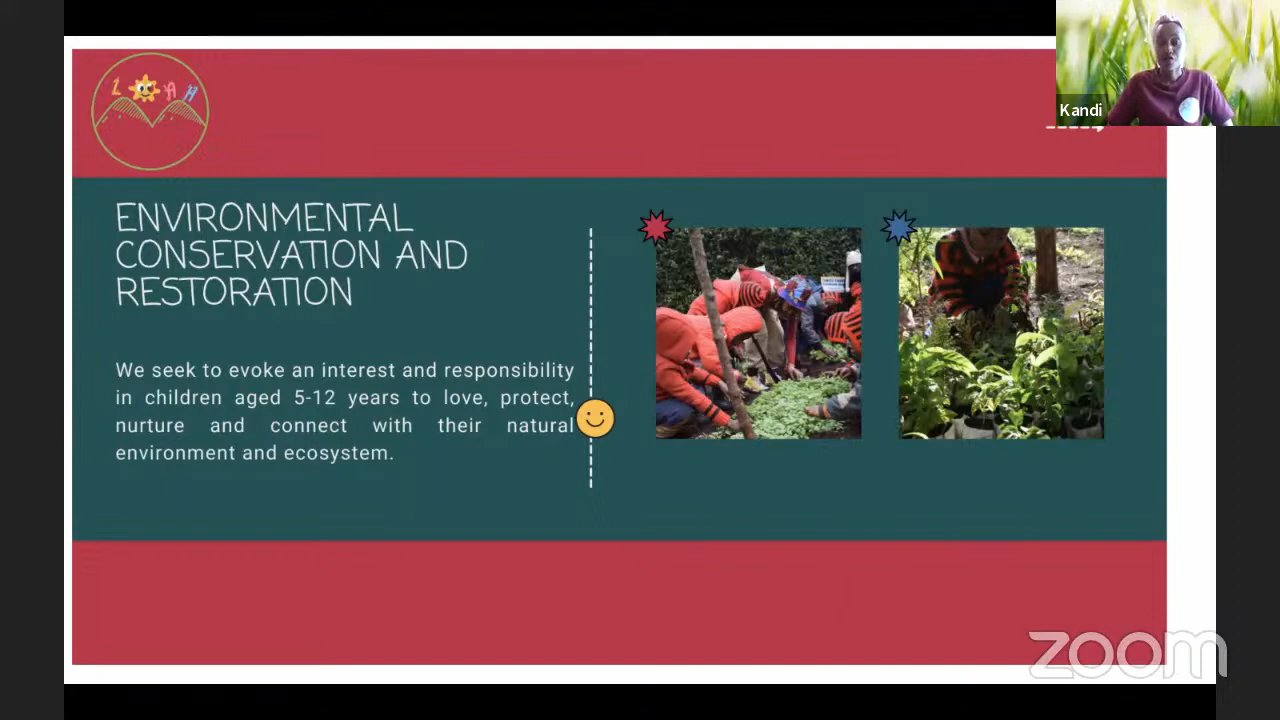 Kandi
ENVIRONMENTAL
CONSERVATION AND
RESTORATION
We seek to evoke an interest and responsibility
in children aged 5-12 years to love, protect,
nurture and connect with their natural
environment and ecosystem.
zoom